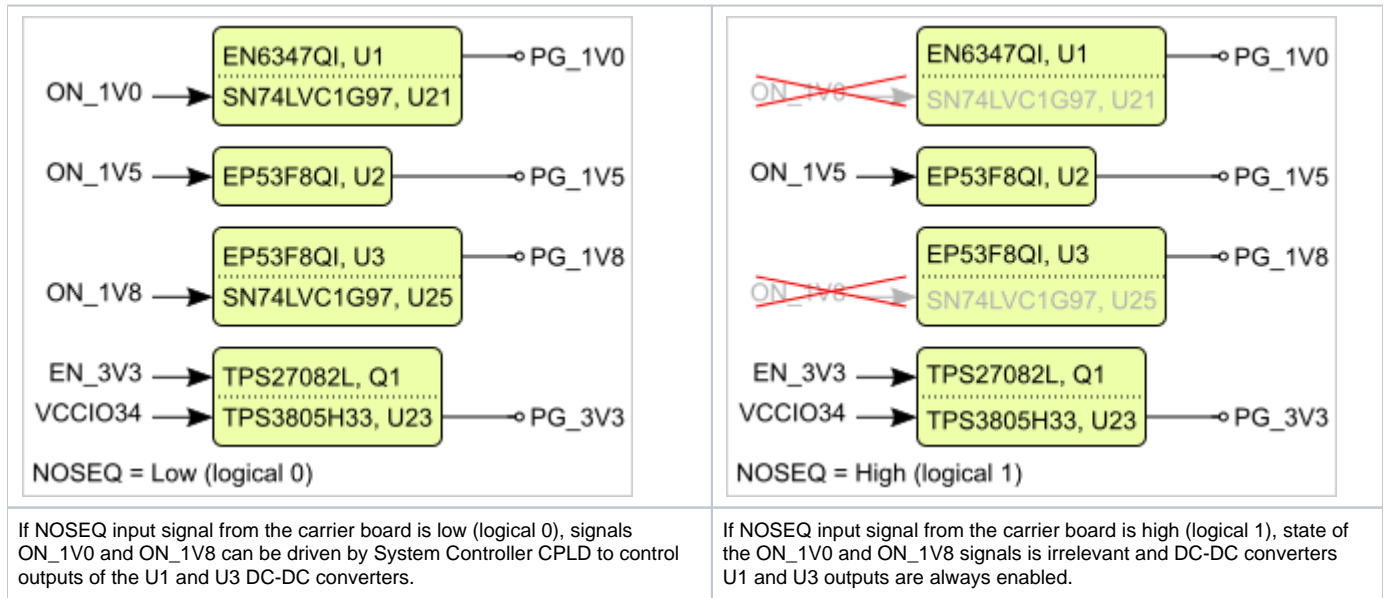 EN6347QI, U1
PG_1V0
ON_1V0
SN74LVC1G97, U21
ON_1V5
EP53F8QI, U2
PG_1V5
EP53F8QI, U3
PG_1V8
ON_1V8
SN74LVC1G97, U25
EN_3V3
TPS27082L, Q1
VCCIO34
TPS3805H33, U23
PG_3V3
NOSEQ = Low (logical 0)
If NOSEQ input signal from the carrier board is low (logical 0), signals
ON_1V0 and ON_1V8 can be driven by System Controller CPLD to control
outputs of the U1 and U3 DC-DC converters.
EN6347QI, U1
PG_1V0
ON_1V0
SN74LVC1G97, U21
ON_1V5
EP53F8QI, U2
PG_1V5
EP53F8QI, U3
PG_1V8
ON_1V8
SN74LVC1G97, U25
EN_3V3
TPS27082L, Q1
VCCIO34
TPS3805H33, U23
PG_3V3
NOSEQ = High (logical 1)
If NOSEQ input signal from the carrier board is high (logical 1), state of
the ON_1V0 and ON_1V8 signals is irrelevant and DC-DC converters
U1 and U3 outputs are always enabled.